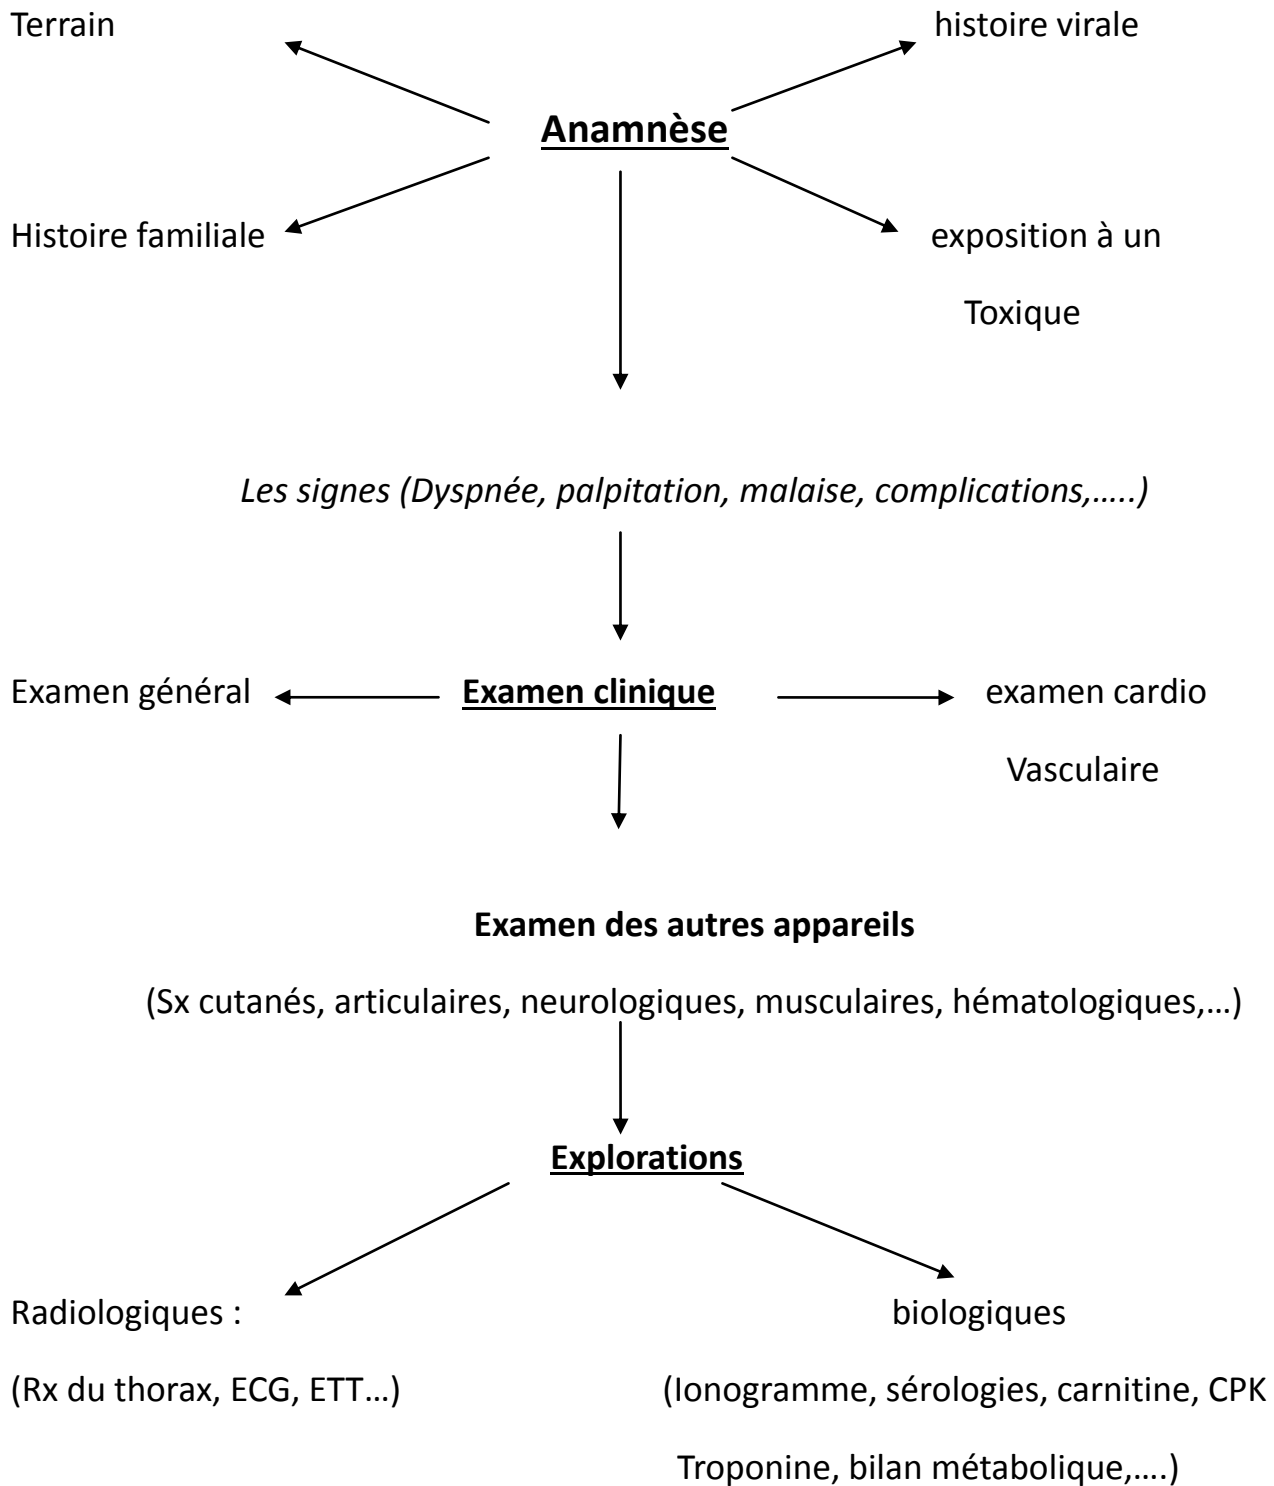 Terrain
histoire virale
Anamnèse
Histoire familiale
exposition à un
Toxique
Les signes (Dyspnée, palpitation, malaise, complications,…..)
Examen général
Examen clinique
examen cardio
Vasculaire
Examen des autres appareils
(Sx cutanés, articulaires, neurologiques, musculaires, hématologiques,…)
Explorations
Radiologiques :
biologiques
(Rx du thorax, ECG, ETT…)
(Ionogramme, sérologies, carnitine, CPK
Troponine, bilan métabolique,….)